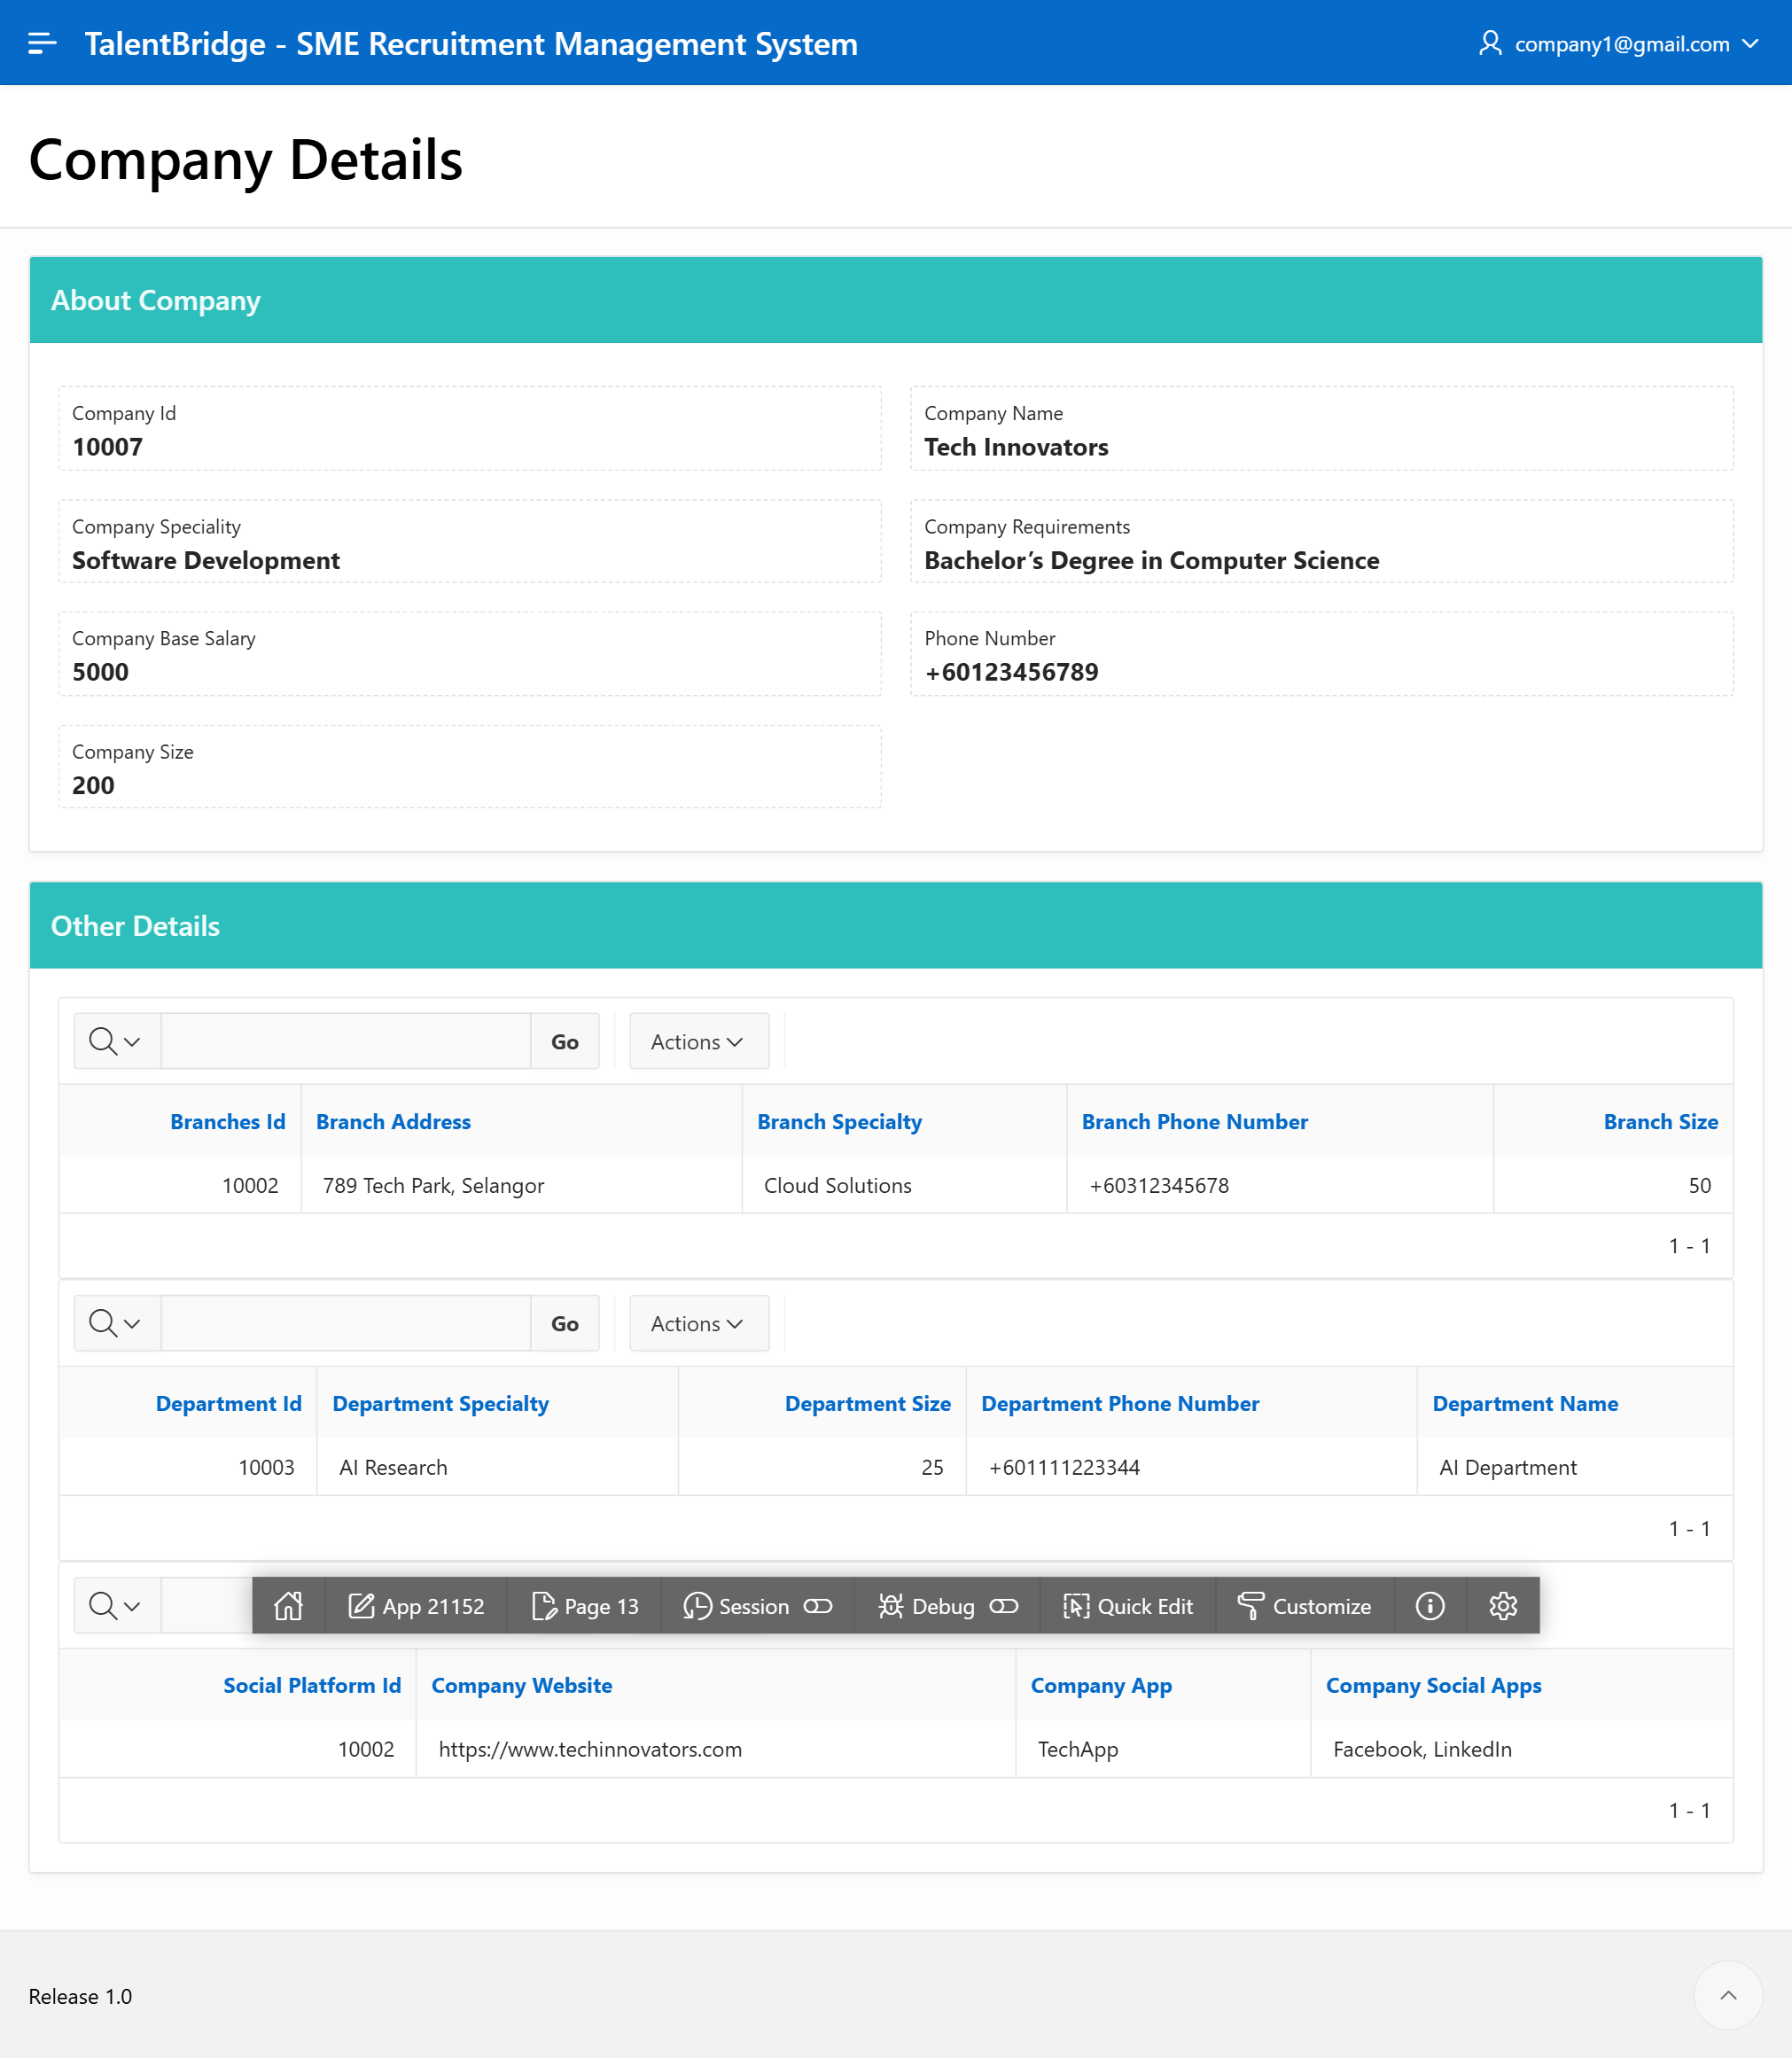 TalentBridge - SME Recruitment Management System
company1@gmail.com
Company Details
About Company
Company Id
10007
Company Name
Tech Innovators
Company Speciality
Software Development
Company Requirements
Bachelor’s Degree in Computer Science
Company Base Salary
5000
Phone Number
+60123456789
Company Size
200
Other Details
Go Actions
Branches Id Branch Address Branch Specialty Branch Phone Number Branch Size
10002 789 Tech Park, Selangor Cloud Solutions +60312345678 50
1 - 1
Go Actions
Department Id Department Specialty Department Size Department Phone Number Department Name
10003 AI Research 25 +601111223344 AI Department
1 - 1
App 21152 Page 13 Session Debug Quick Edit Customize
Social Platform Id Company Website Company App Company Social Apps
10002 https://www.techinnovators.com TechApp Facebook, LinkedIn
1 - 1
Release 1.0